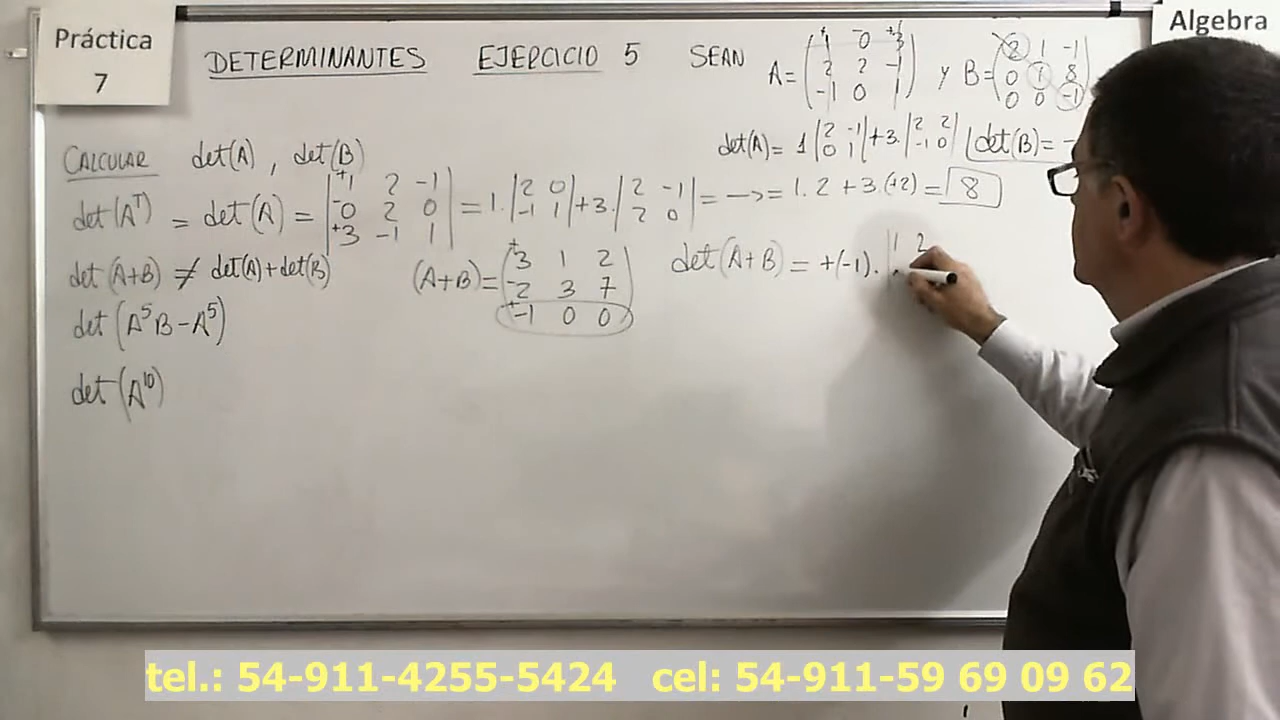 Práctica
7
Algebra
DETERMINANTES EJERCICIO 5 SEAN A = (1 0 3 / 2 2 -1 / -1 0 1) y B = (2 1 -1 / 0 1 8 / 0 0 -1)
CALCULAR det(A) , det(B)
det(A) = 1 |2 -1 / 0 1| + 3. |2 2 / -1 0| det(B) = -
det(A^T) = det(A) = |+1 2 -1 / -0 2 0 / +3 -1 1| = 1. |2 0 / -1 1| + 3. |2 -1 / 2 0| = —> = 1.2 + 3.(+2) = 8
det(A+B) ≠ det(A)+det(B) (A+B) = (3 1 2 / 2 3 7 / -1 0 0) det(A+B) = +(-1). |1 2
det(A^5 B - A^5)
det(A^10)
tel.: 54-911-4255-5424 cel: 54-911-59 69 09 62